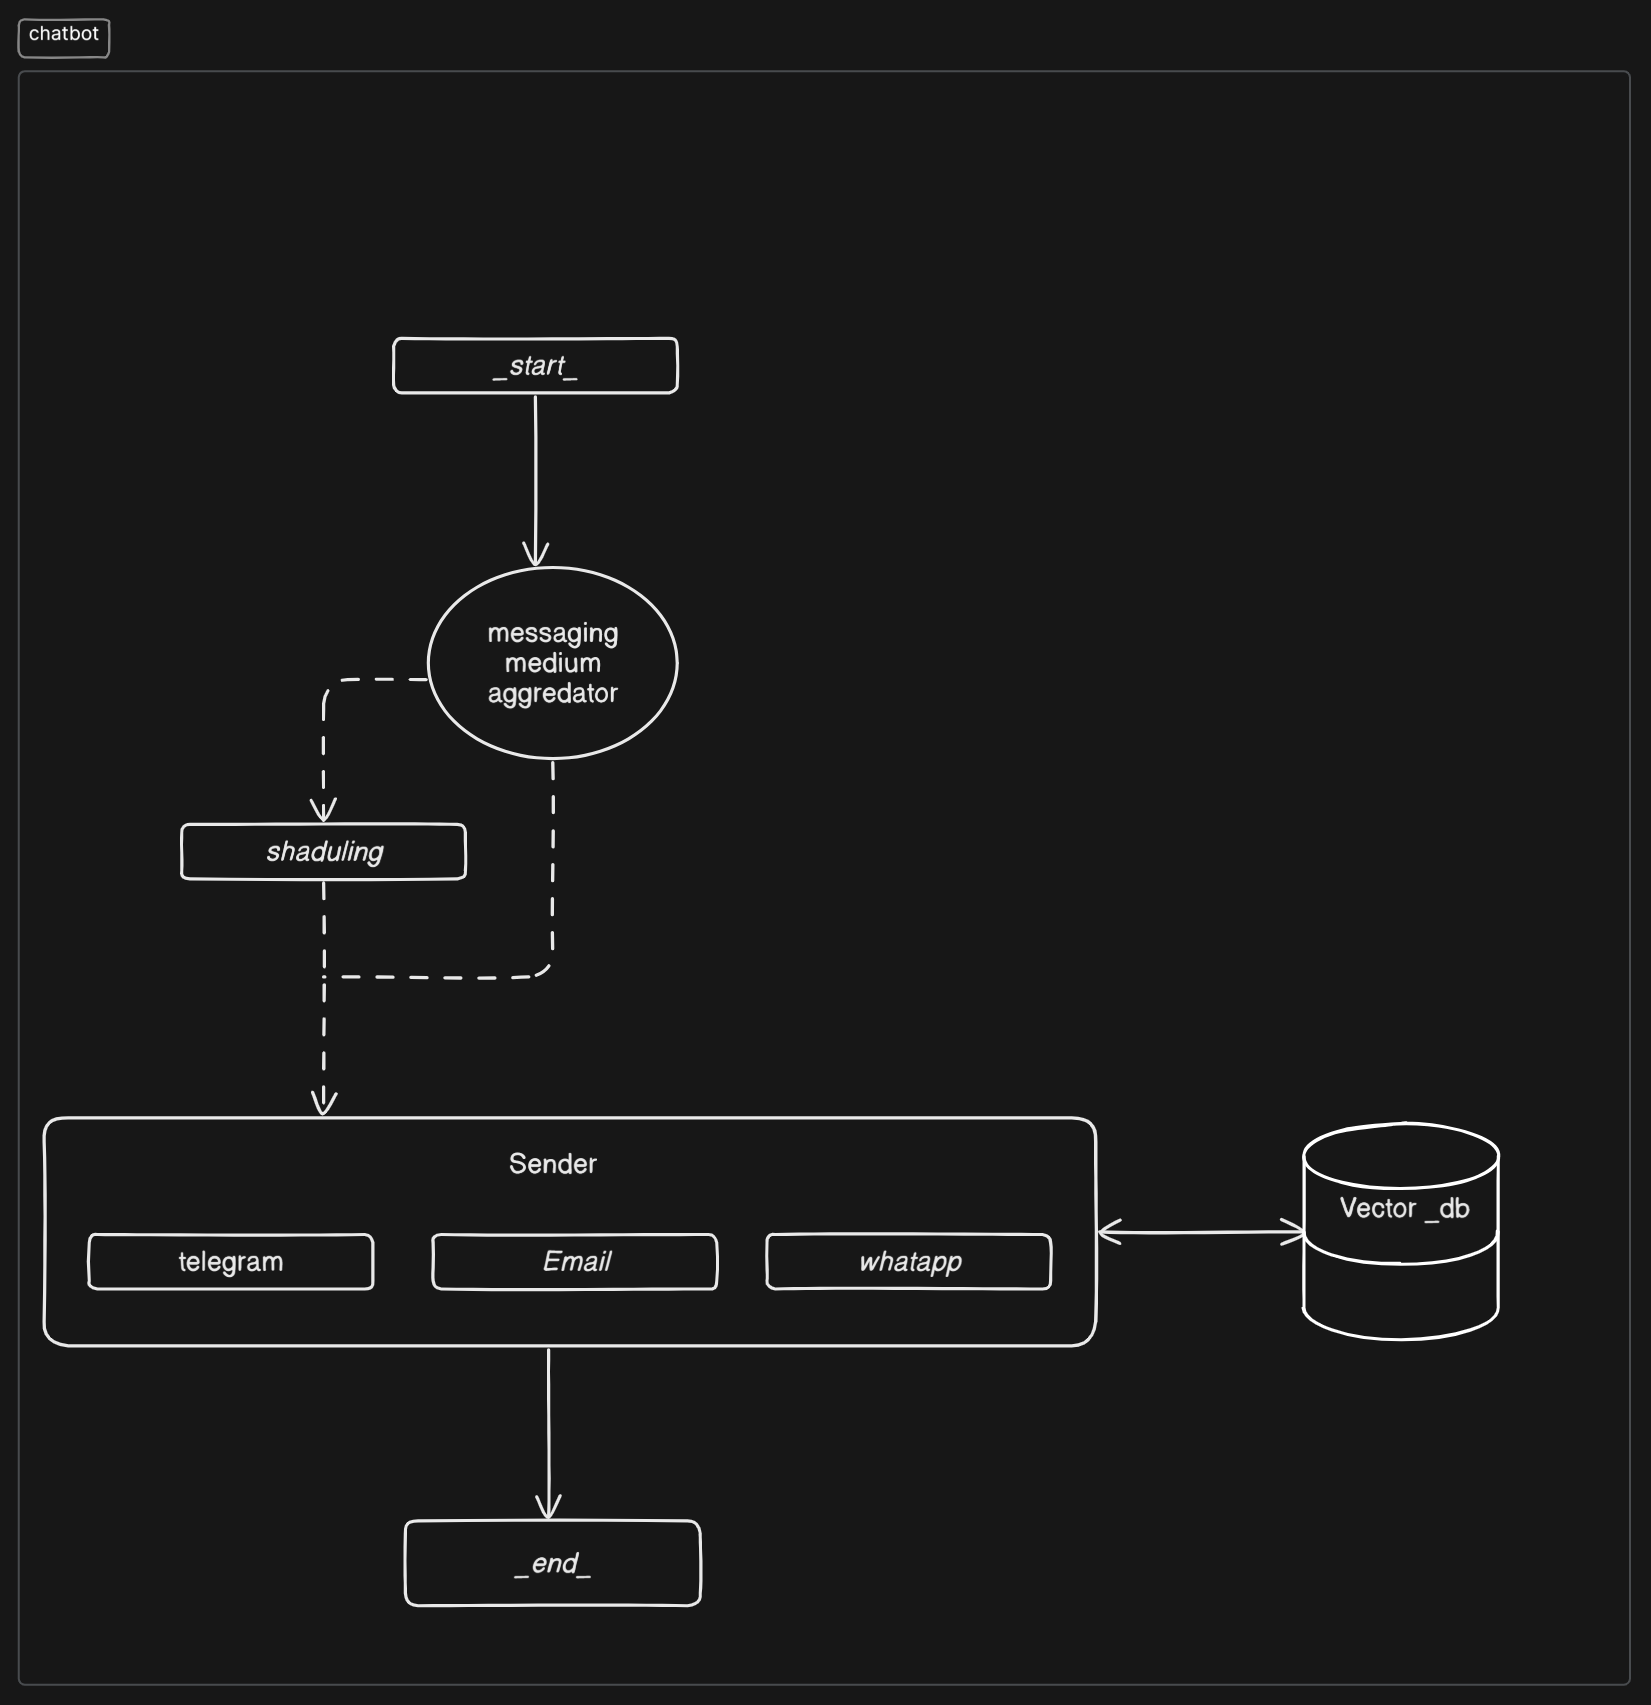 chatbot
_start_
messaging
medium
aggredator
shaduling
Sender
telegram
Email
whatapp
Vector _db
_end_